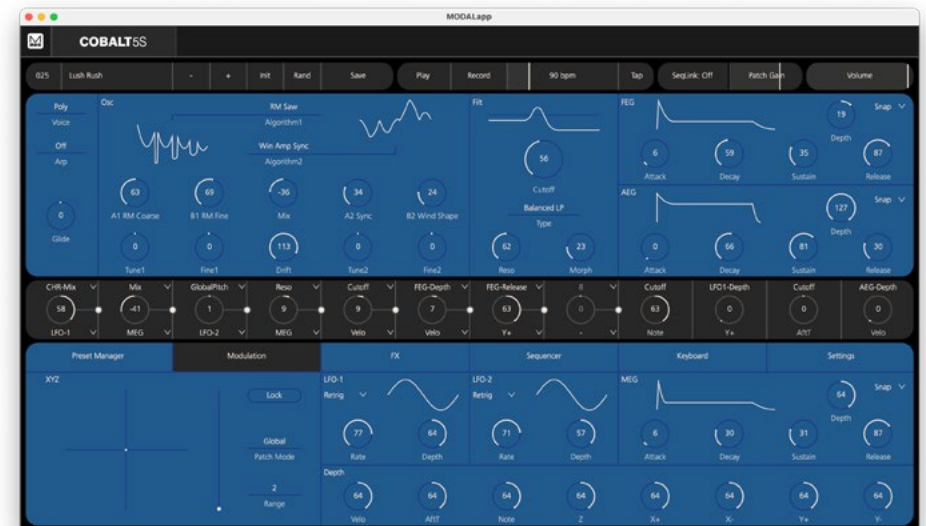 MODALapp
COBALT5S
025 Lush Rush - + Init Rand Save Play Record 90 bpm Tap SeqLink: Off Patch Gain Volume
Poly
Voice
Off
Arp
0
Glide
Osc
RM Saw
Algorithm1
Win Amp Sync
Algorithm2
63 69 -36 34 24
A1 RM Coarse B1 RM Fine Mix A2 Sync B2 Wind Shape
0 0 113 0 0
Tune1 Fine1 Drift Tune2 Fine2
Filt
56
Cutoff
Balanced LP
Type
62 23
Reso Morph
FEG
19 Snap
Depth
6 59 35 87
Attack Decay Sustain Release
AEG
127 Snap
Depth
0 66 81 30
Attack Decay Sustain Release
CHR-Mix Mix GlobalPitch Reso Cutoff FEG-Depth FEG-Release 8 Cutoff LFO1-Depth Cutoff AEG-Depth
58 -41 1 9 9 7 63 0 63 0 0 0
LFO-1 MEG LFO-2 MEG Velo Velo Y+ - Note Y+ AftT Velo
Preset Manager Modulation FX Sequencer Keyboard Settings
XYZ
Lock
Global
Patch Mode
2
Range
LFO-1
Retrig
77 64
Rate Depth
LFO-2
Retrig
71 57
Rate Depth
MEG
64 Snap
Depth
6 30 31 87
Attack Decay Sustain Release
Depth
64 64 64 64 64 64 64 64
Velo AftT Note Z X+ X- Y+ Y-